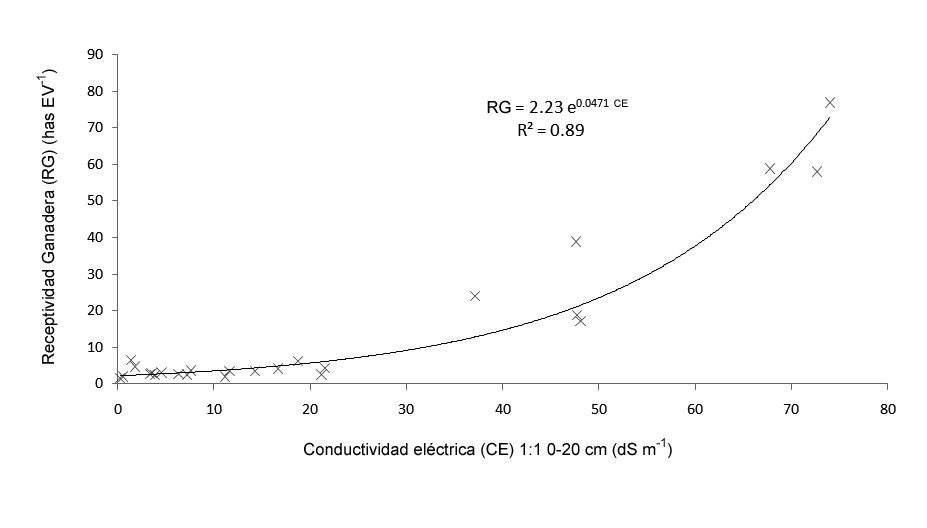 90
80
70
60
50
40
30
20
10
0
Receptividad Ganadera (RG) (has EV⁻¹)
RG = 2.23 e^0.0471 CE
R² = 0.89
0 10 20 30 40 50 60 70 80
Conductividad eléctrica (CE) 1:1 0-20 cm (dS m⁻¹)